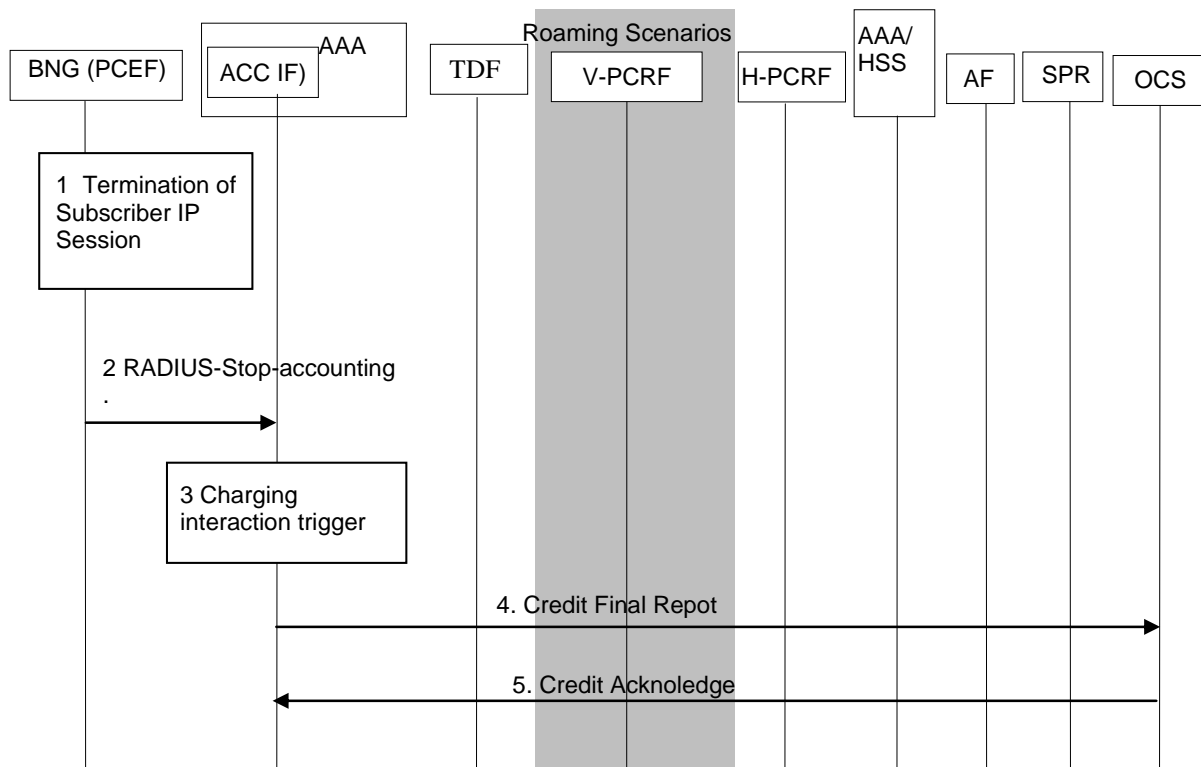 Roaming Scenarios
BNG (PCEF)
AAA
ACC IF)
TDF
V-PCRF
H-PCRF
AAA/
HSS
AF
SPR
OCS
1 Termination of
Subscriber IP
Session
2 RADIUS-Stop-accounting
.
3 Charging
interaction trigger
4. Credit Final Repot
5. Credit Acknoledge